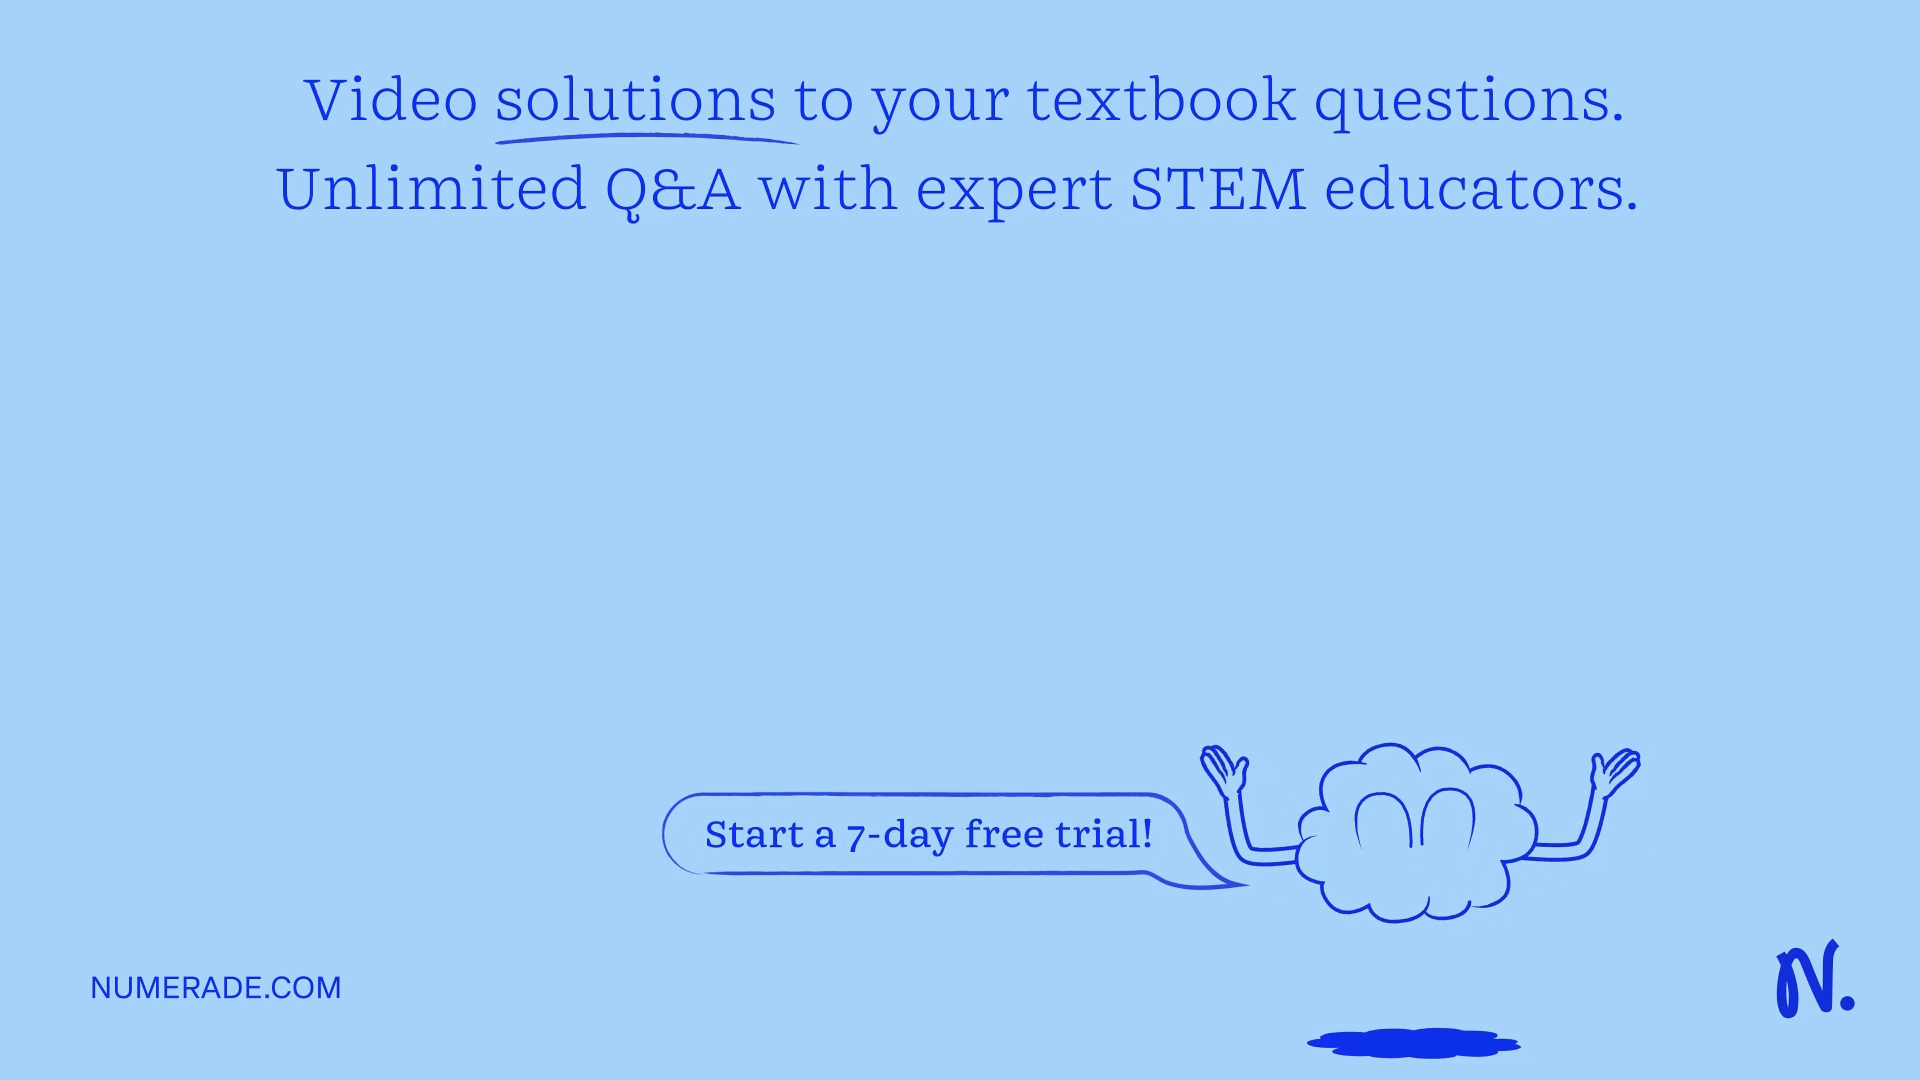 Video solutions to your textbook questions.
Unlimited Q&A with expert STEM educators.
Start a 7-day free trial!
NUMERADE.COM
N.